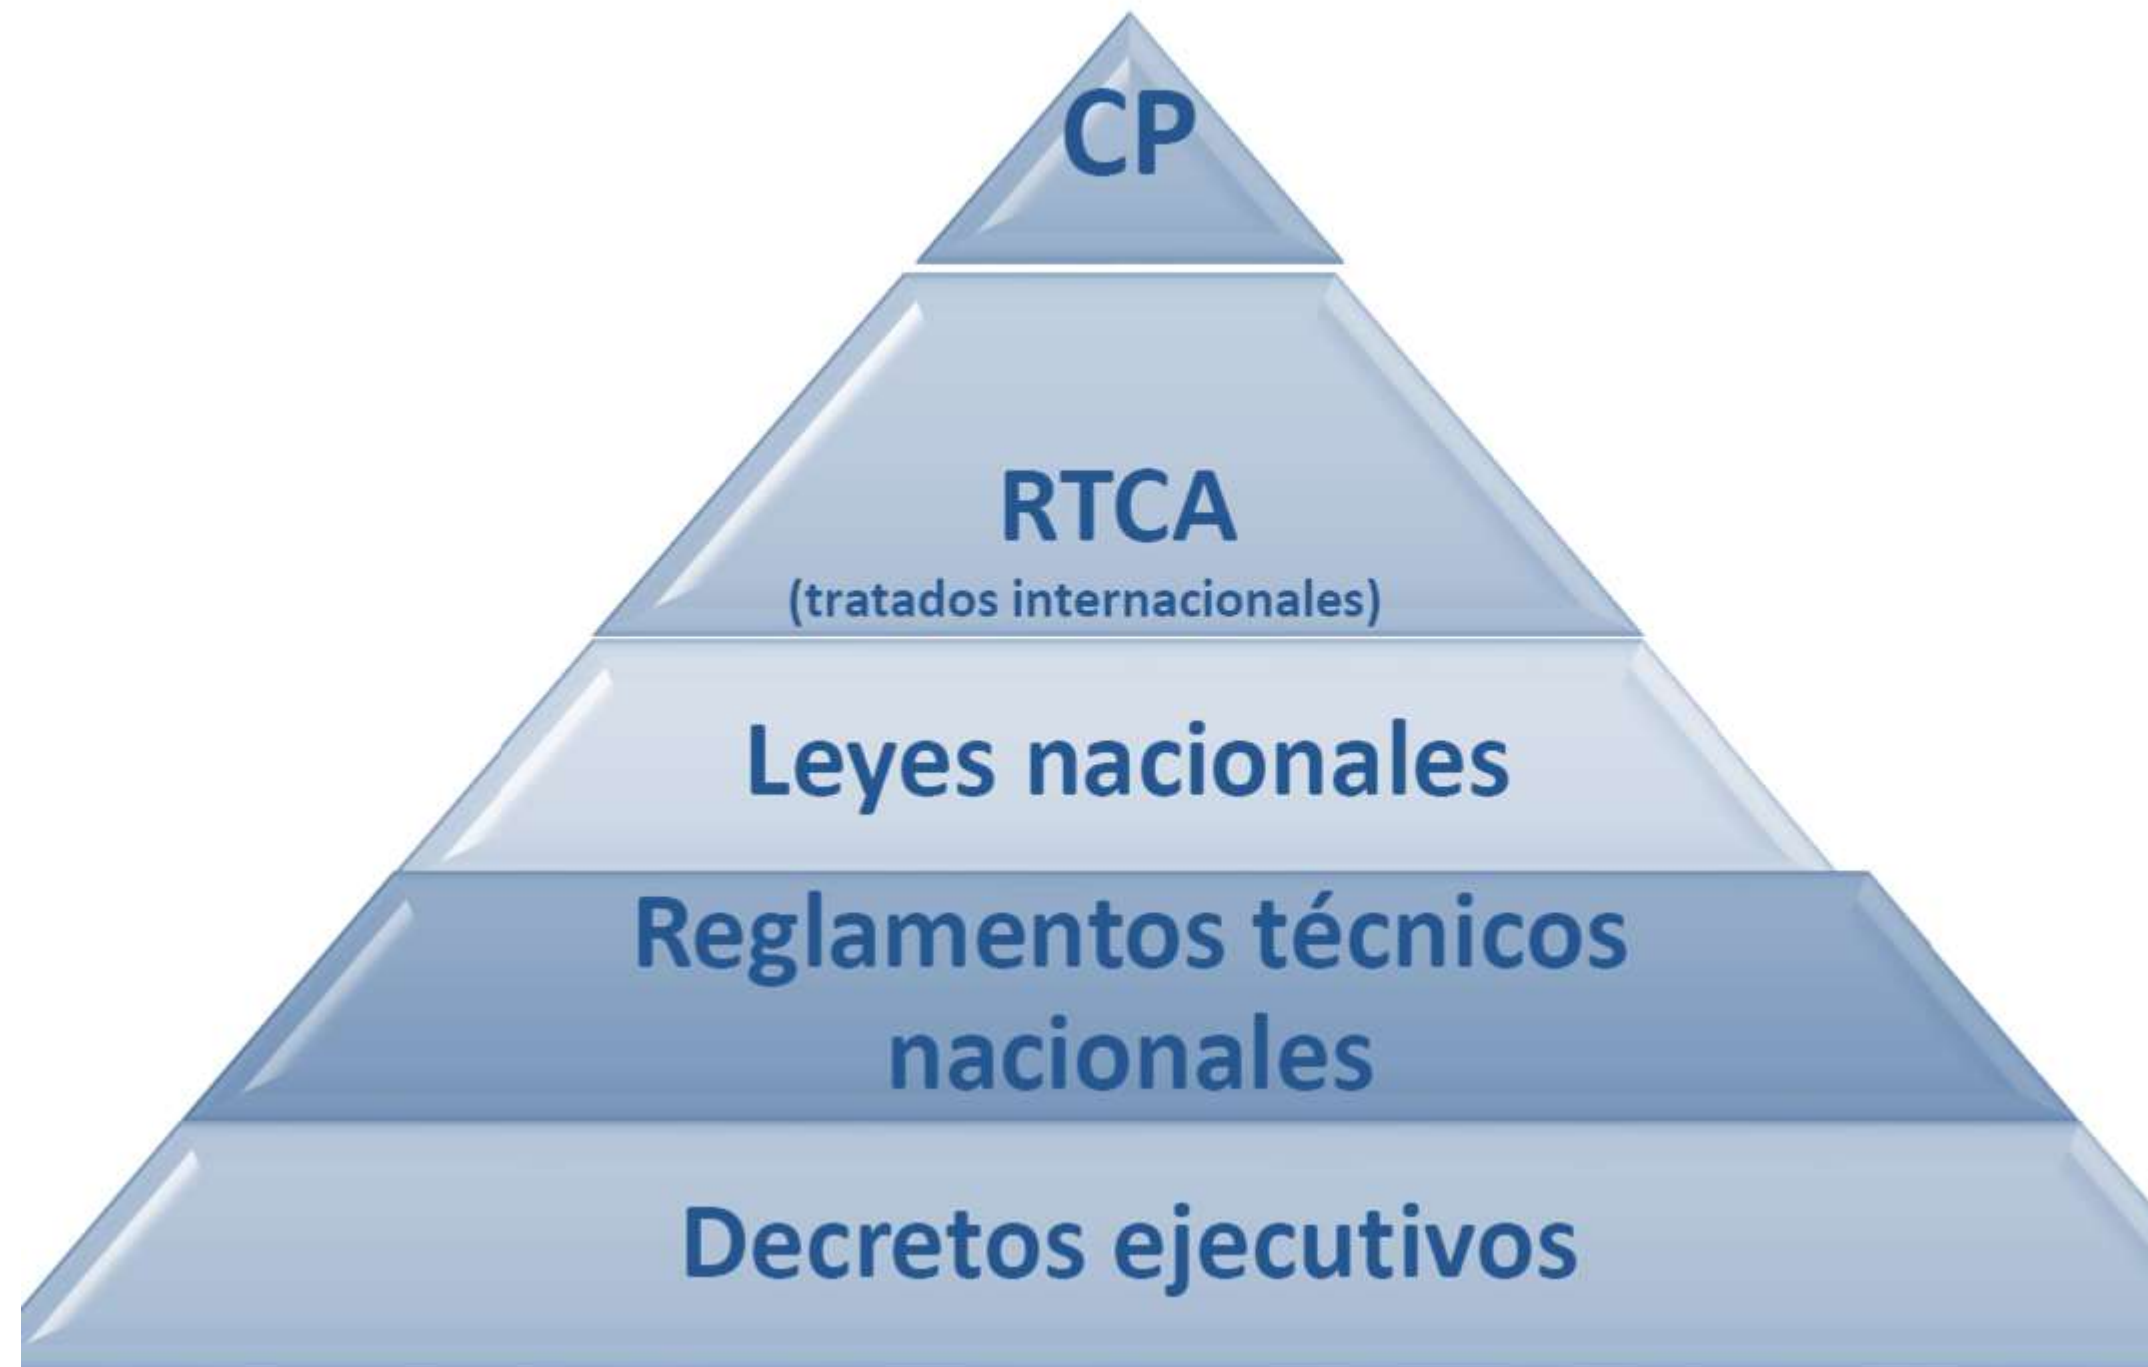 CP
RTCA
(tratados internacionales)
Leyes nacionales
Reglamentos técnicos
nacionales
Decretos ejecutivos